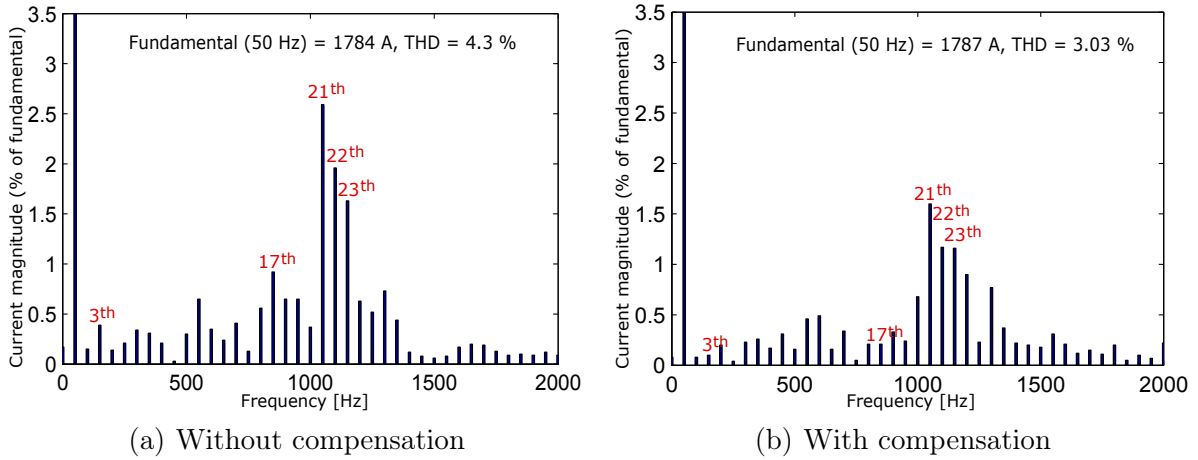 Fundamental (50 Hz) = 1784 A, THD = 4.3 %
Current magnitude (% of fundamental)
3.5
3
2.5
2
1.5
1
0.5
0
21th
22th
23th
17th
3th
0
500
1000
1500
2000
Frequency [Hz]
(a) Without compensation
Fundamental (50 Hz) = 1787 A, THD = 3.03 %
Current magnitude (% of fundamental)
3.5
3
2.5
2
1.5
1
0.5
0
21th
22th
23th
17th
3th
0
500
1000
1500
2000
Frequency [Hz]
(b) With compensation